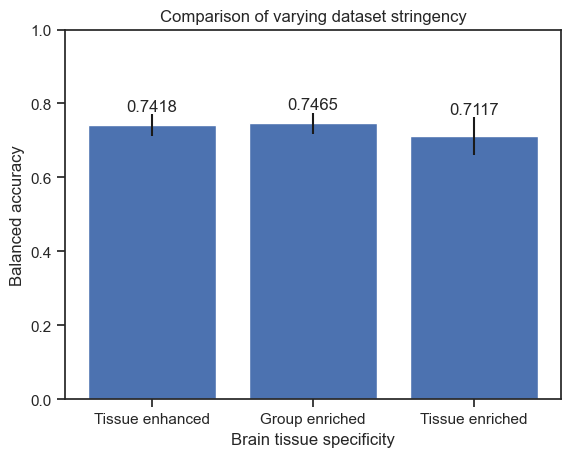 Comparison of varying dataset stringency
1.0
0.8
0.6
0.4
0.2
0.0
Balanced accuracy
0.7418
0.7465
0.7117
Tissue enhanced
Group enriched
Tissue enriched
Brain tissue specificity